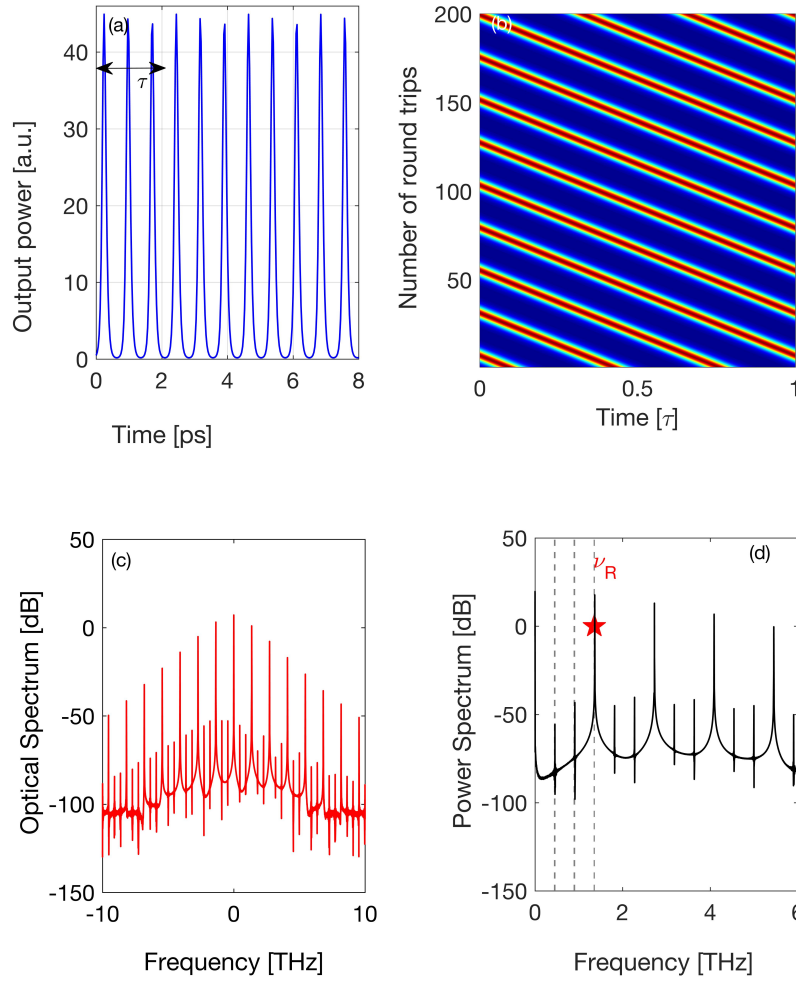 (a)
τ
Output power [a.u.]
40
30
20
10
0
0 2 4 6 8
Time [ps]
(b)
Number of round trips
200
150
100
50
0 0.5 1
Time [τ]
(c)
Optical Spectrum [dB]
50
0
-50
-100
-150
-10 0 10
Frequency [THz]
(d)
νR
Power Spectrum [dB]
50
0
-50
-100
-150
0 2 4 6
Frequency [THz]